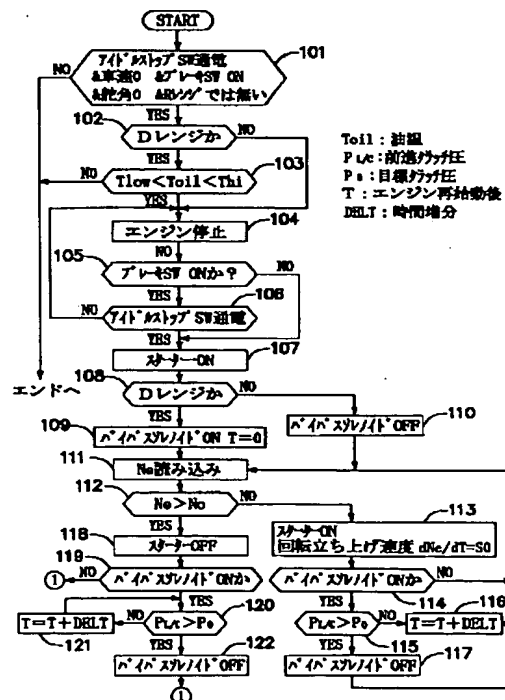 START
101
アイドルストップSW通電
&車速0 &ブレーキSW ON
&舵角0 &Rレンジでは無い
NO
YES
102
Dレンジか
NO
YES
103
NO
Tlow<Toil<Thi
YES
104
エンジン停止
NO
105
ブレーキSW ONか?
NO
YES
106
NO
アイドルストップSW通電
YES
107
スターターON
エンドへ
108
Dレンジか
NO
YES
109
バイパスソレノイドON T=0
110
バイパスソレノイドOFF
111
Ne読み込み
112
Ne>No
NO
YES
113
スターターON
回転立ち上げ速度 dNe/dT=S0
118
スターターOFF
119
①
NO
バイパスソレノイドONか
YES
バイパスソレノイドONか
114
YES
120
T=T+DELT
121
NO
PL/C>Po
YES
PL/C>Po
115
NO
T=T+DELT
116
YES
122
バイパスソレノイドOFF
117
バイパスソレノイドOFF
①
Toil:油温
PL/C:前進クラッチ圧
Po:目標クラッチ圧
T:エンジン再始動後
DELT:時間増分